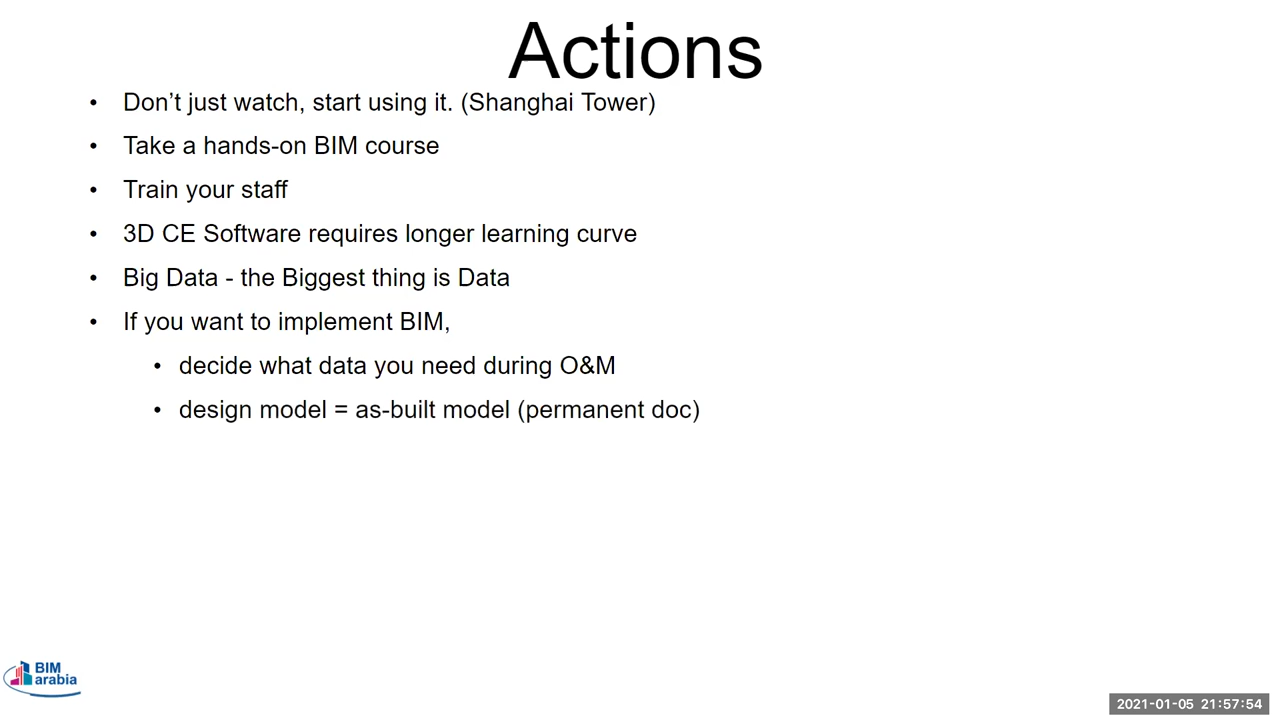 Actions
• Don’t just watch, start using it. (Shanghai Tower)
• Take a hands-on BIM course
• Train your staff
• 3D CE Software requires longer learning curve
• Big Data - the Biggest thing is Data
• If you want to implement BIM,
• decide what data you need during O&M
• design model = as-built model (permanent doc)
BIM
arabia
2021-01-05 21:57:54